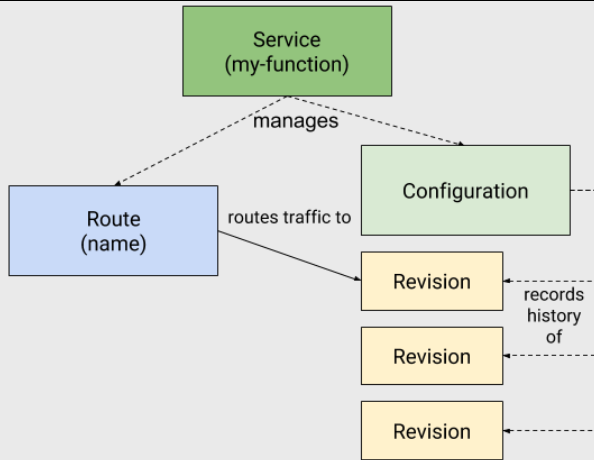 Service
(my-function)
manages
Configuration
Route
(name)
routes traffic to
Revision
records
history
of
Revision
Revision